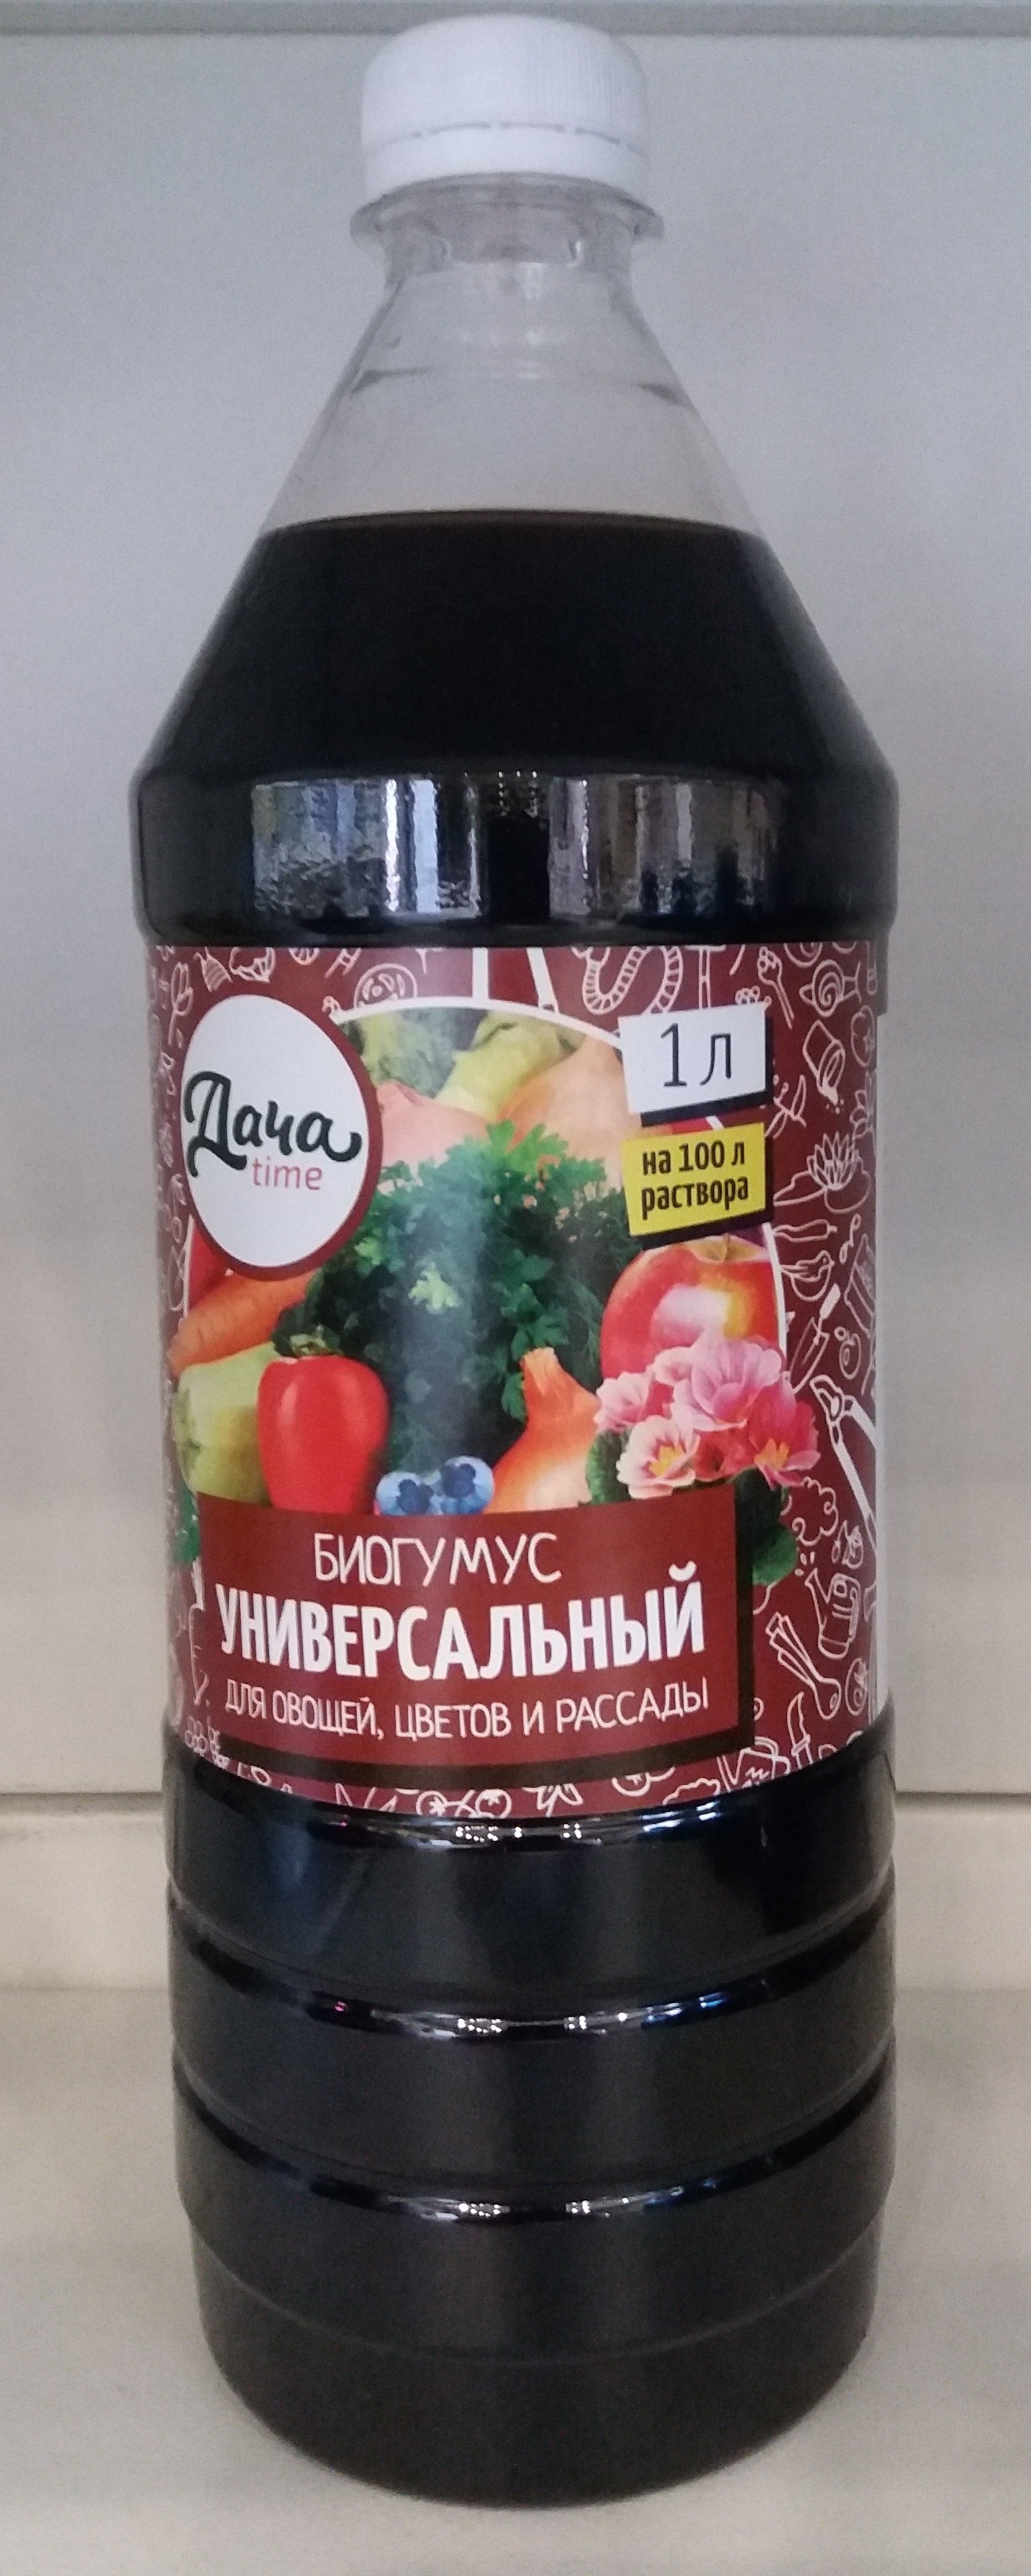 Дача
time
1 л
на 100 л
раствора
БИОГУМУС
УНИВЕРСАЛЬНЫЙ
ДЛЯ ОВОЩЕЙ, ЦВЕТОВ И РАССАДЫ